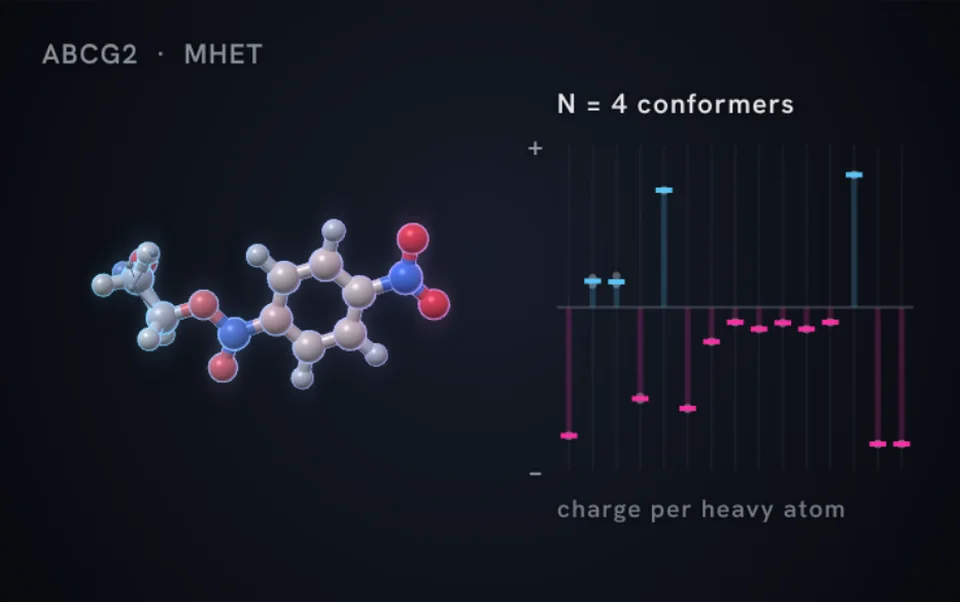 ABCG2 · MHET
N = 4 conformers
+
−
charge per heavy atom